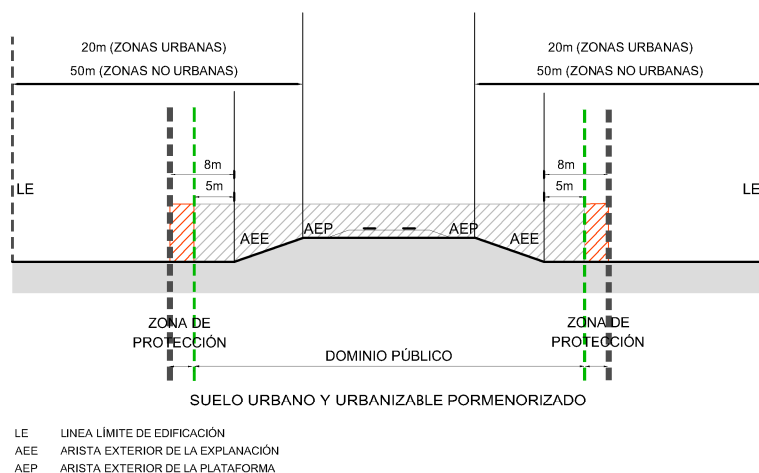 20m (ZONAS URBANAS)
50m (ZONAS NO URBANAS)
20m (ZONAS URBANAS)
50m (ZONAS NO URBANAS)
8m
5m
8m
5m
LE
LE
AEE
AEP
AEP
AEE
ZONA DE
PROTECCIÓN
ZONA DE
PROTECCIÓN
DOMINIO PÚBLICO
SUELO URBANO Y URBANIZABLE PORMENORIZADO
LE LINEA LÍMITE DE EDIFICACIÓN
AEE ARISTA EXTERIOR DE LA EXPLANACIÓN
AEP ARISTA EXTERIOR DE LA PLATAFORMA